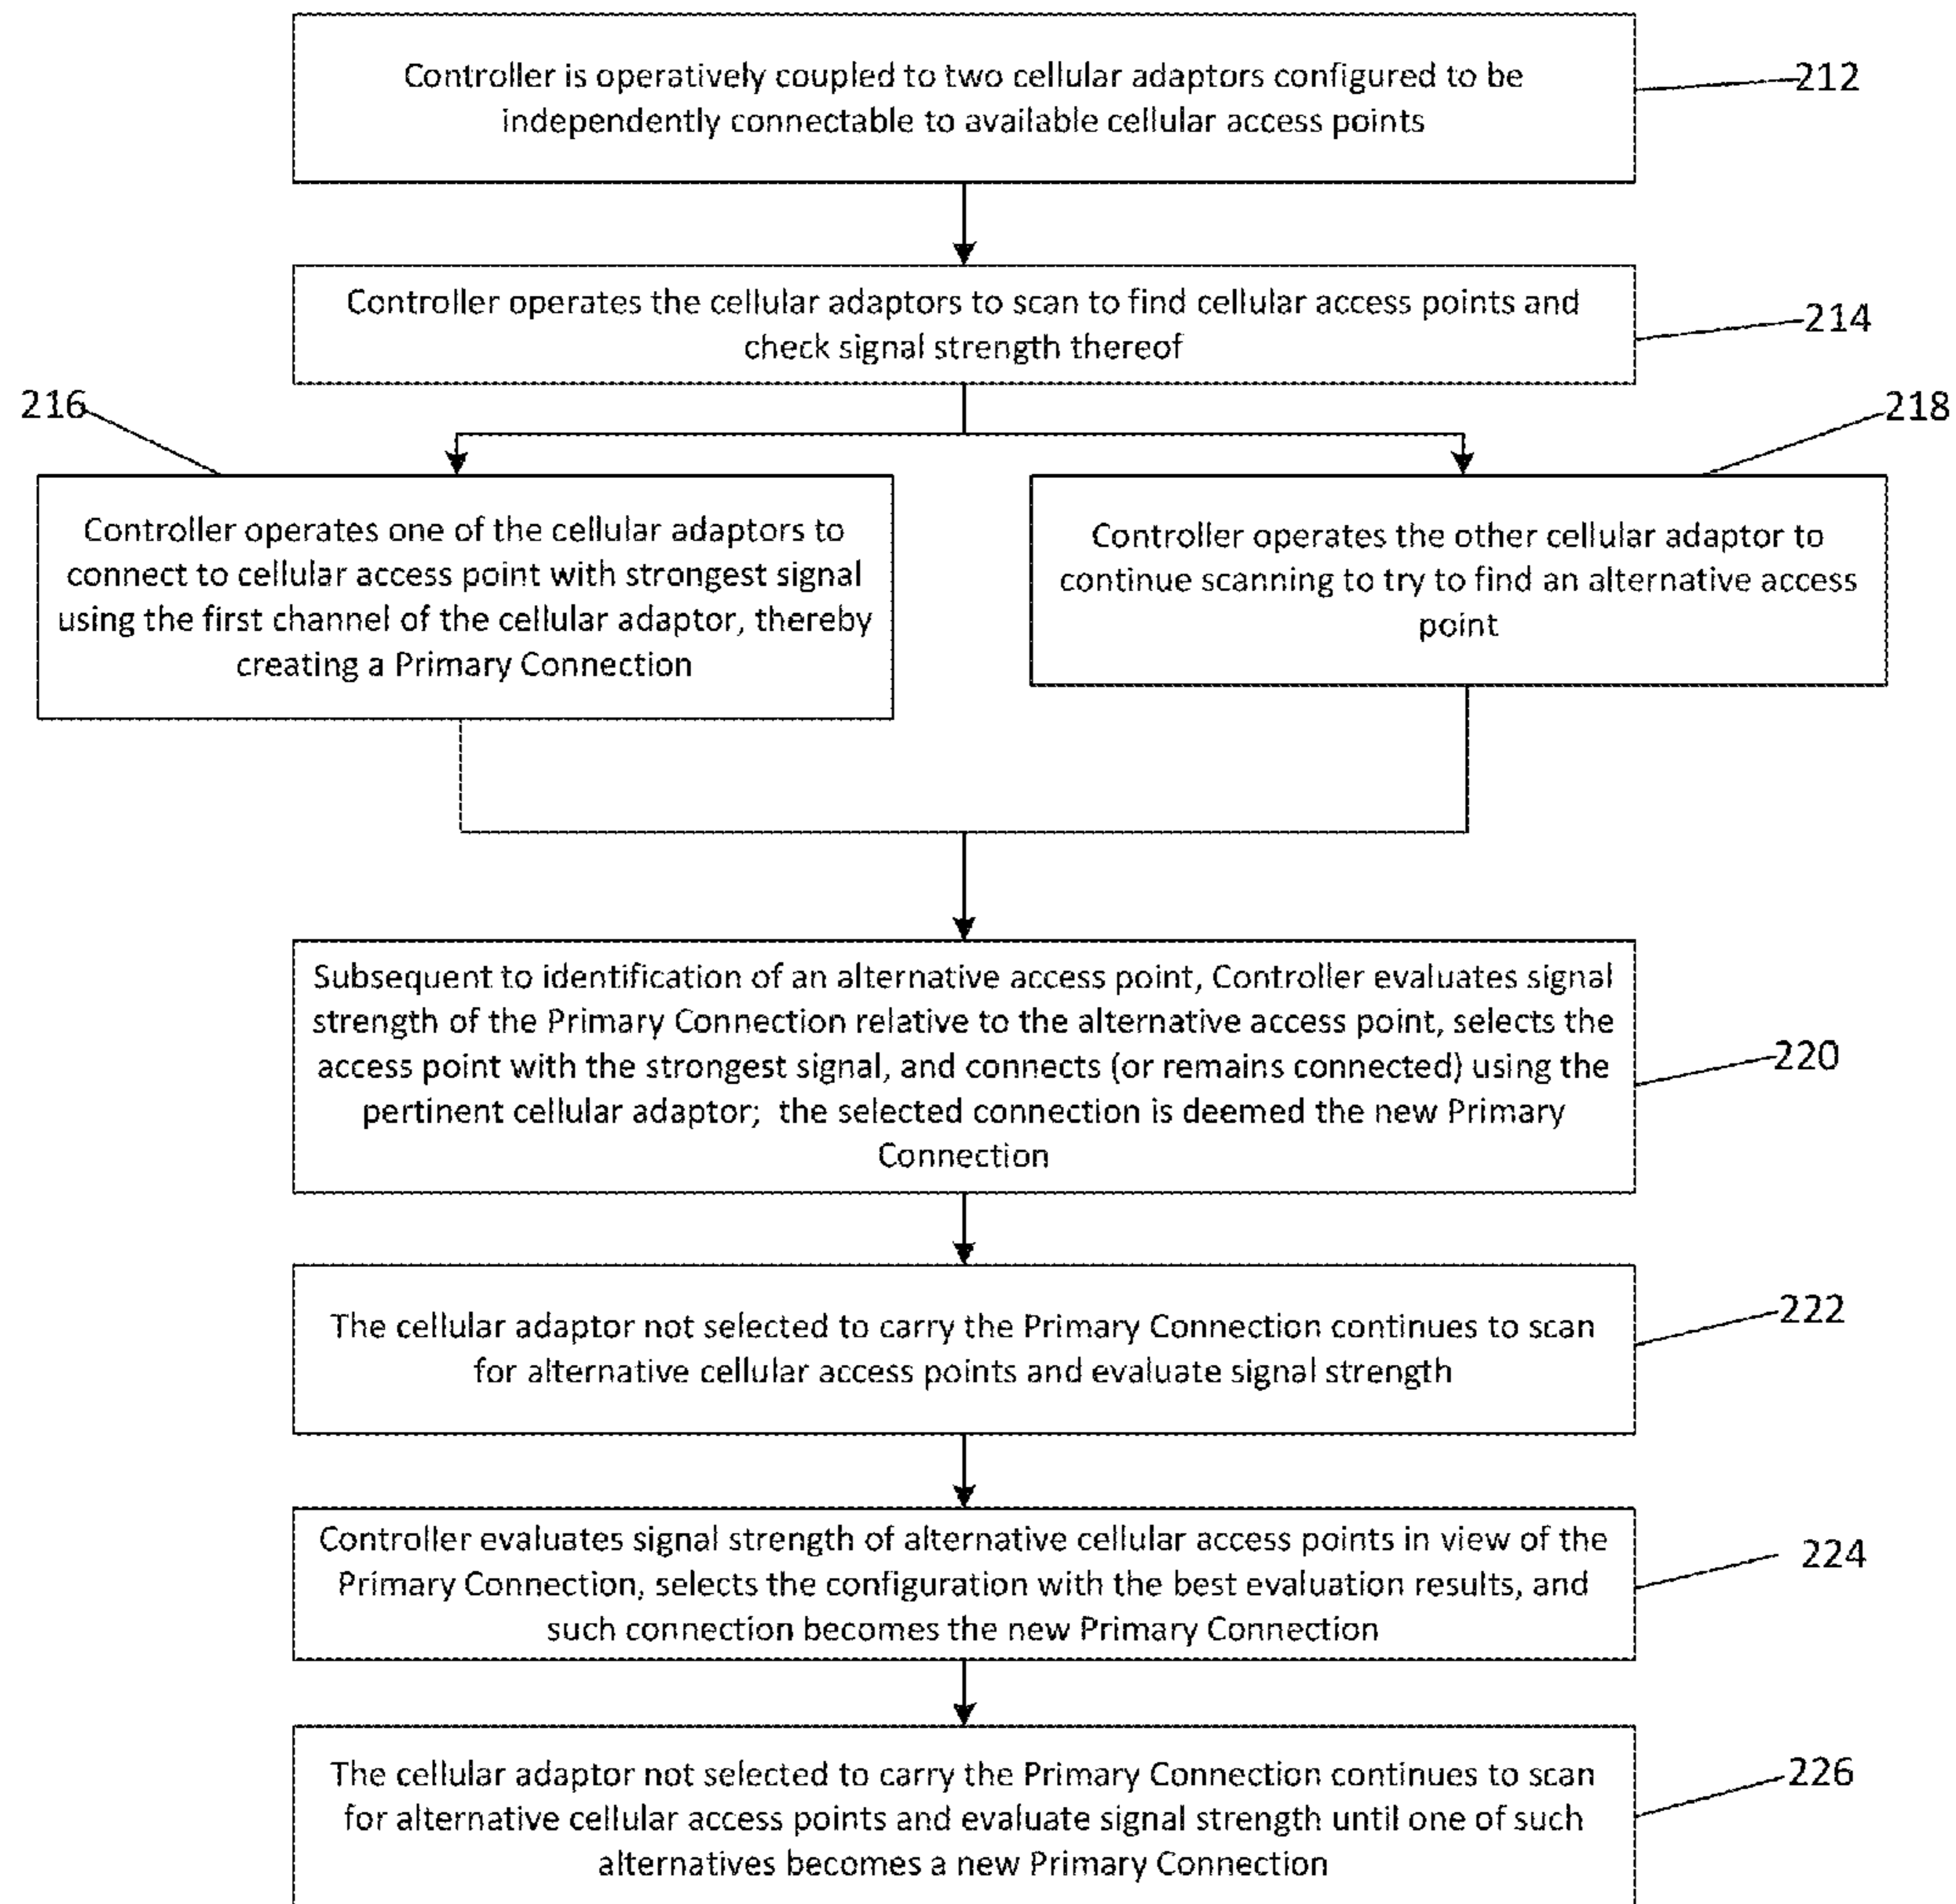 Controller is operatively coupled to two cellular adaptors configured to be
independently connectable to available cellular access points
212
Controller operates the cellular adaptors to scan to find cellular access points and
check signal strength thereof
214
216
218
Controller operates one of the cellular adaptors to
connect to cellular access point with strongest signal
using the first channel of the cellular adaptor, thereby
creating a Primary Connection
Controller operates the other cellular adaptor to
continue scanning to try to find an alternative access
point
Subsequent to identification of an alternative access point, Controller evaluates signal
strength of the Primary Connection relative to the alternative access point, selects the
access point with the strongest signal, and connects (or remains connected) using the
pertinent cellular adaptor; the selected connection is deemed the new Primary
Connection
220
The cellular adaptor not selected to carry the Primary Connection continues to scan
for alternative cellular access points and evaluate signal strength
222
Controller evaluates signal strength of alternative cellular access points in view of the
Primary Connection, selects the configuration with the best evaluation results, and
such connection becomes the new Primary Connection
224
The cellular adaptor not selected to carry the Primary Connection continues to scan
for alternative cellular access points and evaluate signal strength until one of such
alternatives becomes a new Primary Connection
226